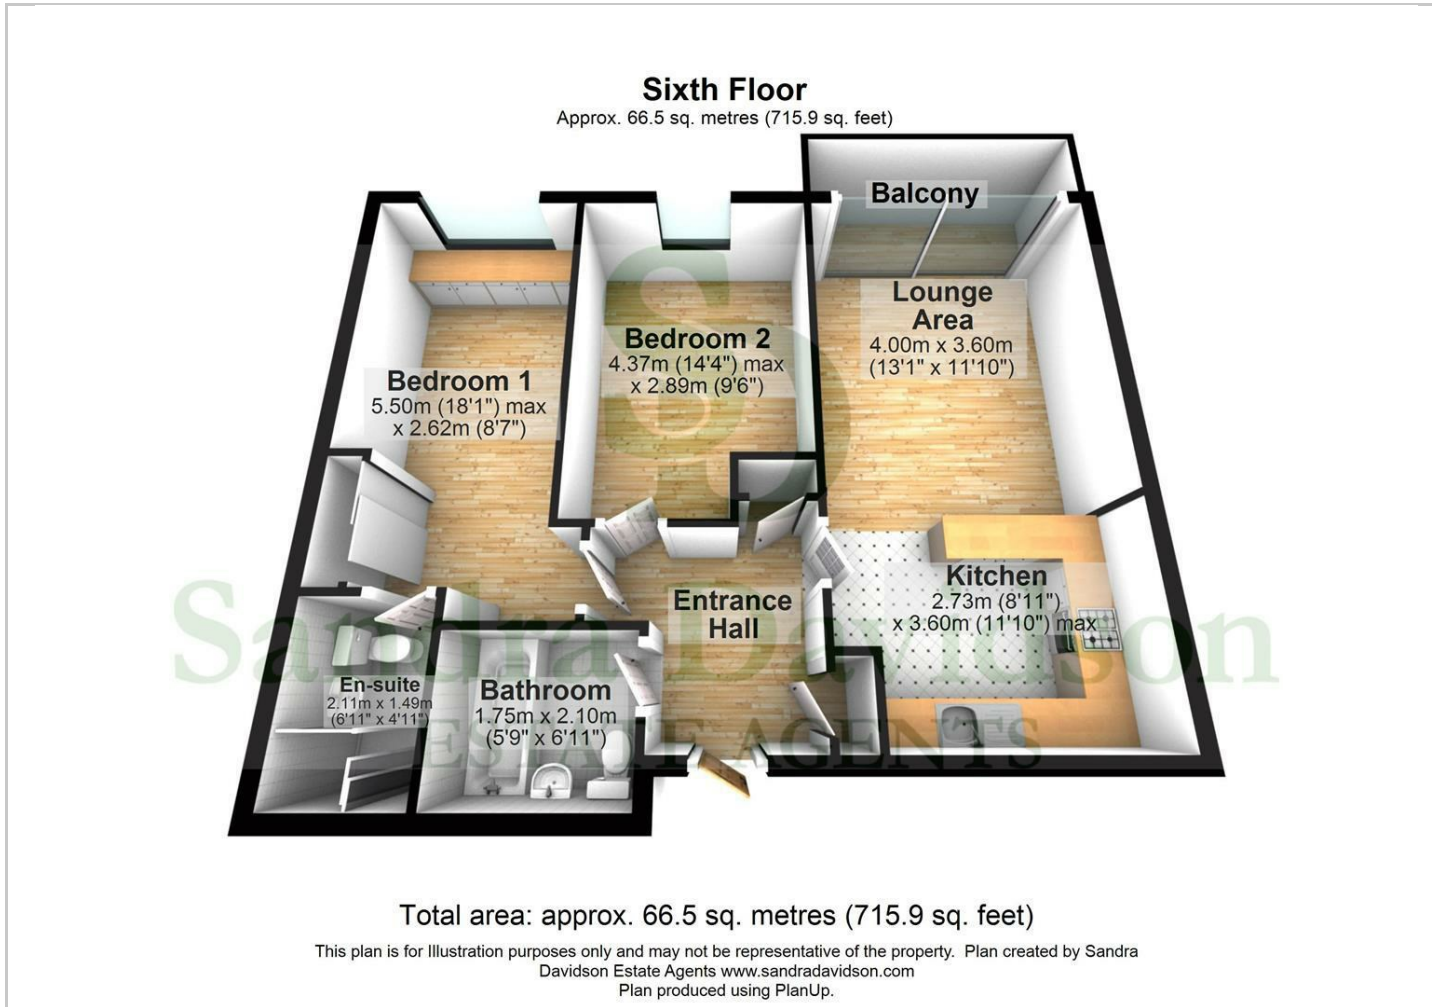 Sixth Floor
Approx. 66.5 sq. metres (715.9 sq. feet)
Balcony
Lounge
Area
4.00m x 3.60m
(13'1" x 11'10")
Bedroom 2
4.37m (14'4") max
x 2.89m (9'6")
Bedroom 1
5.50m (18'1") max
x 2.62m (8'7")
Kitchen
2.73m (8'11")
x 3.60m (11'10") max
Entrance
Hall
En-suite
2.11m x 1.49m
(6'11" x 4'11")
Bathroom
1.75m x 2.10m
(5'9" x 6'11")
SD
Sandra Davidson
ESTATE AGENTS
Total area: approx. 66.5 sq. metres (715.9 sq. feet)
This plan is for Illustration purposes only and may not be representative of the property.  Plan created by Sandra
Davidson Estate Agents www.sandradavidson.com
Plan produced using PlanUp.